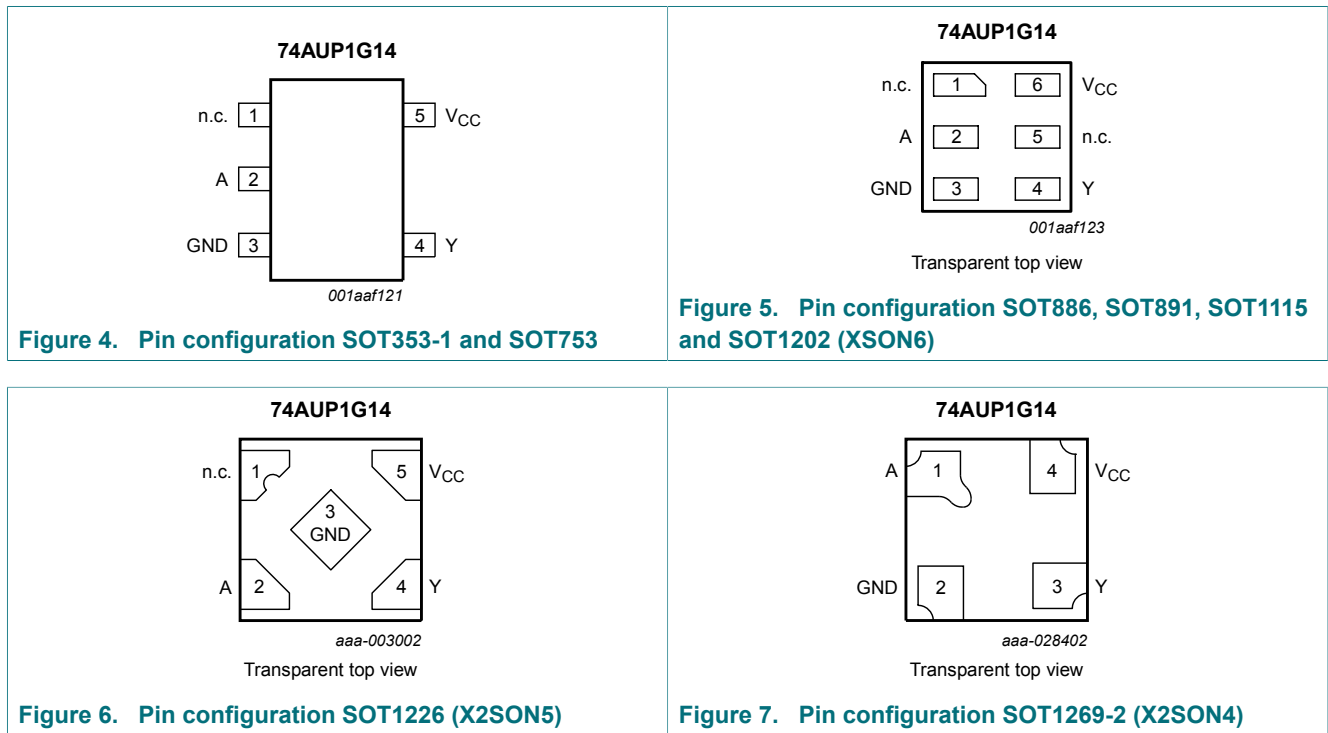 74AUP1G14
n.c. 1 5 VCC
A 2
GND 3 4 Y
001aaf121
Figure 4. Pin configuration SOT353-1 and SOT753
74AUP1G14
n.c. 1 6 VCC
A 2 5 n.c.
GND 3 4 Y
001aaf123
Transparent top view
Figure 5. Pin configuration SOT886, SOT891, SOT1115
and SOT1202 (XSON6)
74AUP1G14
n.c. 1 5 VCC
3
GND
A 2 4 Y
aaa-003002
Transparent top view
Figure 6. Pin configuration SOT1226 (X2SON5)
74AUP1G14
A 1 4 VCC
GND 2 3 Y
aaa-028402
Transparent top view
Figure 7. Pin configuration SOT1269-2 (X2SON4)